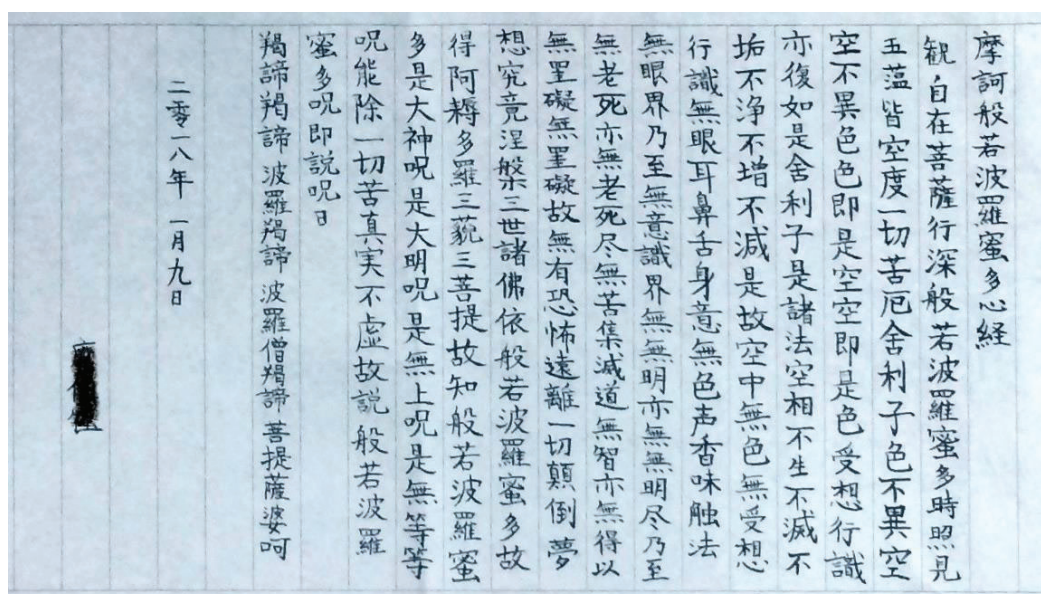 摩訶般若波羅蜜多心経
観自在菩薩行深般若波羅蜜多時照見
五蕰皆空度一切苦厄舍利子色不異空
空不異色色即是空空即是色受想行識
亦復如是舍利子是諸法空相不生不滅不
垢不浄不増不減是故空中無色無受想
行識無眼耳鼻舌身意無色声香味触法
無眼界乃至無意識界無無明亦無無明尽乃至
無老死亦無老死尽無苦集滅道無智亦無得以
無罣礙無罣礙故無有恐怖遠離一切顛倒夢
想究竟涅槃三世諸佛依般若波羅蜜多故
得阿耨多羅三藐三菩提故知般若波羅蜜
多是大神呪是大明呪是無上呪是無等等
呪能除一切苦真実不虚故説般若波羅
蜜多呪即説呪曰
羯諦羯諦 波羅羯諦 波羅僧羯諦 菩提薩婆呵
二零一八年 一月九日